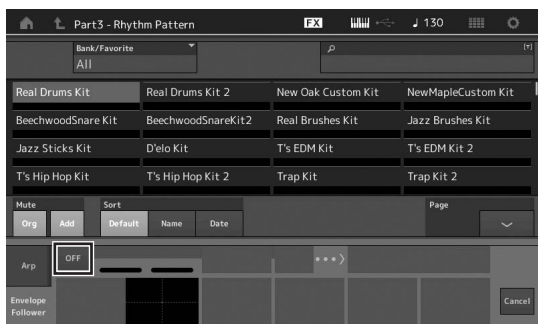 Part3 - Rhythm Pattern FX 130
Bank/Favorite
All
Real Drums Kit Real Drums Kit 2 New Oak Custom Kit NewMapleCustom Kit
BeechwoodSnare Kit BeechwoodSnareKit2 Real Brushes Kit Jazz Brushes Kit
Jazz Sticks Kit D'elo Kit T's EDM Kit T's EDM Kit 2
T's Hip Hop Kit T's Hip Hop Kit 2 Trap Kit Trap Kit 2
Mute Sort Page
Org Add Default Name Date
Arp OFF
Envelope
Follower
Cancel